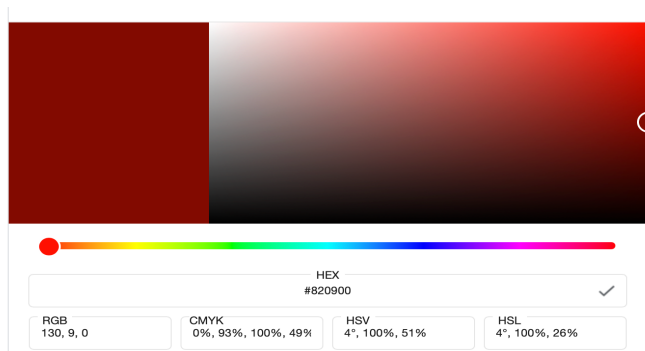 HEX
#820900
RGB
130, 9, 0
CMYK
0%, 93%, 100%, 49%
HSV
4°, 100%, 51%
HSL
4°, 100%, 26%